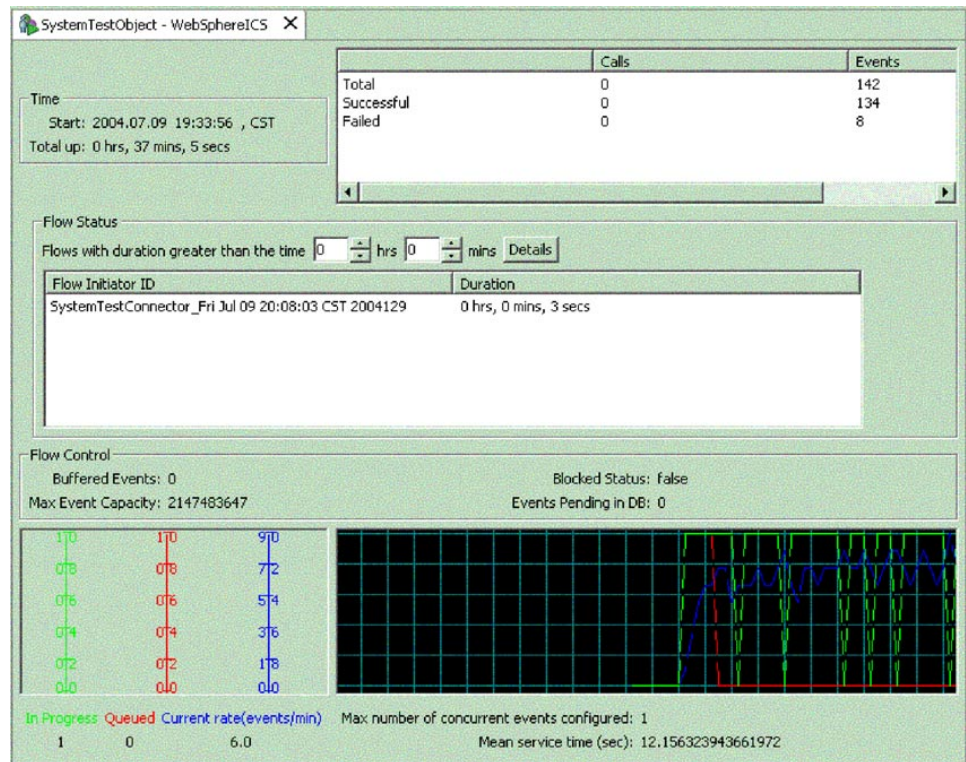 SystemTestObject - WebSphereICS X
Calls Events
Total 0 142
Successful 0 134
Failed 0 8
Time
Start: 2004.07.09 19:33:56 , CST
Total up: 0 hrs, 37 mins, 5 secs
Flow Status
Flows with duration greater than the time 0 hrs 0 mins Details
Flow Initiator ID Duration
SystemTestConnector_Fri Jul 09 20:08:03 CST 2004129 0 hrs, 0 mins, 3 secs
Flow Control
Buffered Events: 0 Blocked Status: false
Max Event Capacity: 2147483647 Events Pending in DB: 0
1.0 1.0 9.0
0.8 0.8 7.2
0.6 0.6 5.4
0.4 0.4 3.6
0.2 0.2 1.8
0.0 0.0 0.0
In Progress Queued Current rate(events/min) Max number of concurrent events configured: 1
1 0 6.0 Mean service time (sec): 12.156323943661972